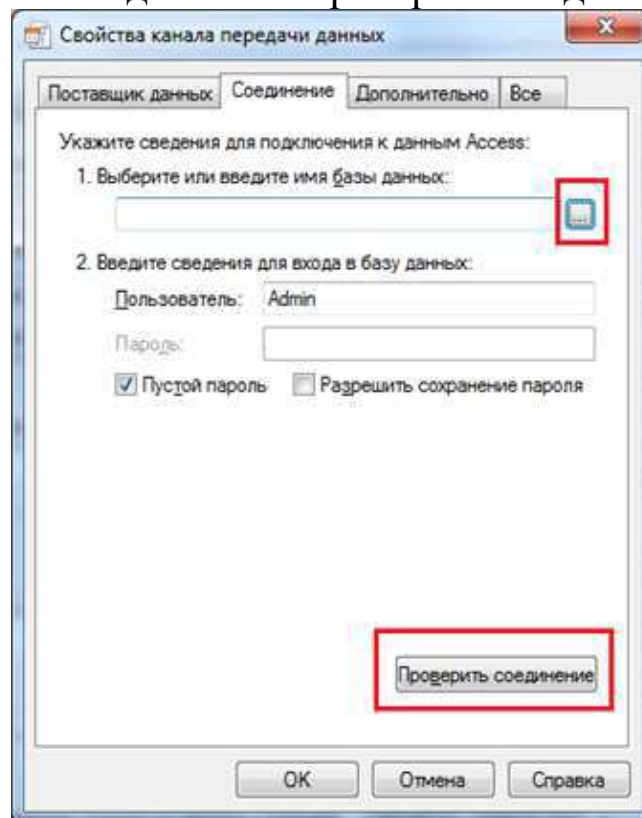 Свойства канала передачи данных
Поставщик данных Соединение Дополнительно Все
Укажите сведения для подключения к данным Access:
1. Выберите или введите имя базы данных:
...
2. Введите сведения для входа в базу данных:
Пользователь: Admin
Пароль:
Пустой пароль Разрешить сохранение пароля
Проверить соединение
OK Отмена Справка